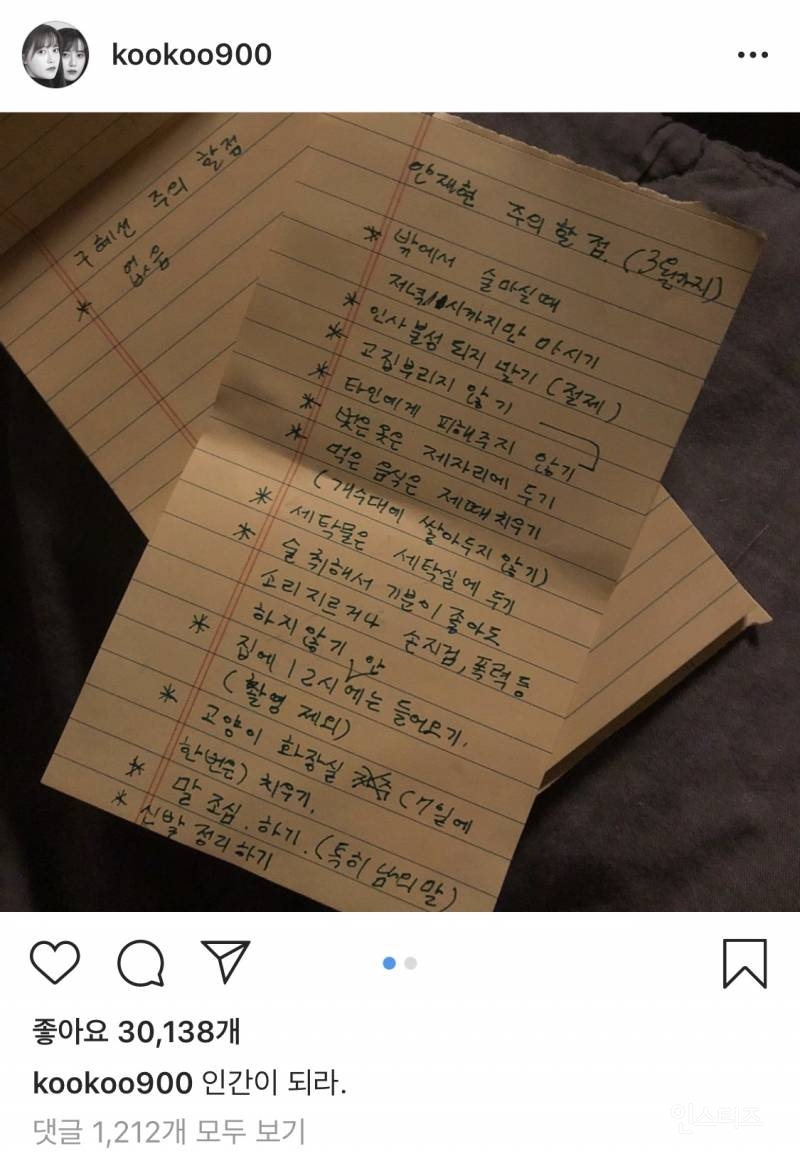 kookoo900
구혜선 주의 할점
* 없음
안재현 주의할 점. (3월까지)
* 밖에서 술마실때
저녁 11시까지만 마시기
* 인사불성 되지 말기 (절제)
* 고집부리지 않기
* 타인에게 피해주지 않기
* 벗은옷은 제자리에 두기
* 먹은 음식은 제때 치우기
(개수대에 쌓아두지 않기)
* 세탁물은 세탁실에 두기
* 술 취해서 기분이 좋아도
소리지르거나 손지검, 폭력 등
하지않기
* 집에 12시 안에는 들어오기.
(촬영 제외)
* 고양이 화장실 (7일에
한번은) 치우기.
* 말 조심. 하기. (특히 남의 말)
* 신발 정리하기
좋아요 30,138개
kookoo900 인간이 되라.
댓글 1,212개 모두 보기
인스티즈